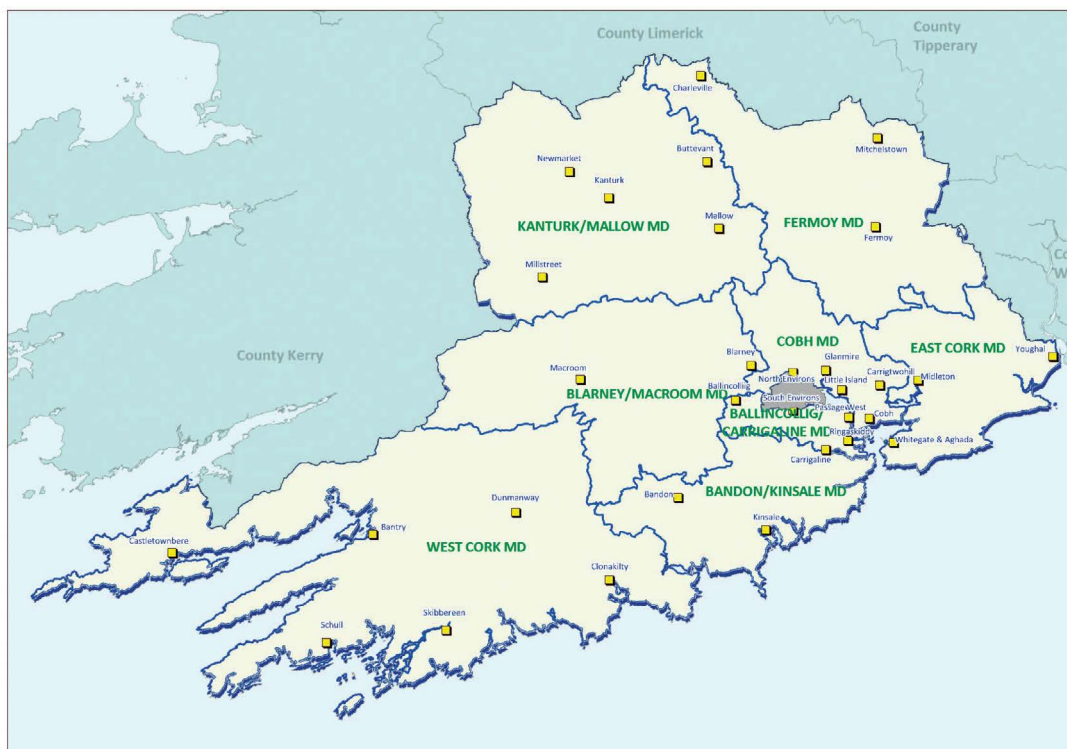 County Limerick
County
Tipperary
Charleville
Mitchelstown
Buttevant
Newmarket
Kanturk
KANTURK/MALLOW MD
Mallow
FERMOY MD
Fermoy
Millstreet
Co
W
County Kerry
COBH MD
EAST CORK MD
Youghal
Blarney
Glanmire
Macroom
North Environs
Little Island
Carrigtwohill
Midleton
BLARNEY/MACROOM MD
Ballincollig
South Environs
BALLINCOLLIG/
CARRIGALINE MD
Passage West
Cobh
Ringaskiddy
Whitegate & Aghada
Carrigaline
Bandon
BANDON/KINSALE MD
Dunmanway
Kinsale
Bantry
WEST CORK MD
Castletownbere
Clonakilty
Skibbereen
Schull